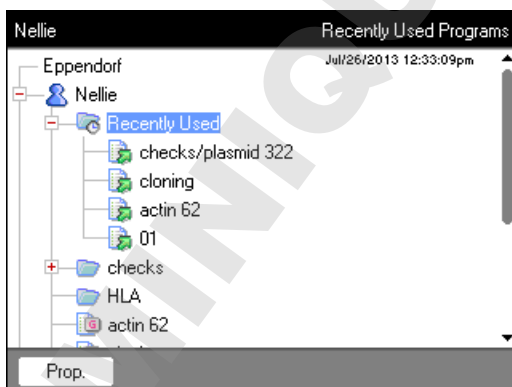 Nellie Recently Used Programs
Eppendorf Jul/26/2013 12:33:09pm
Nellie
Recently Used
checks/plasmid 322
cloning
actin 62
01
checks
HLA
G actin 62
Prop.